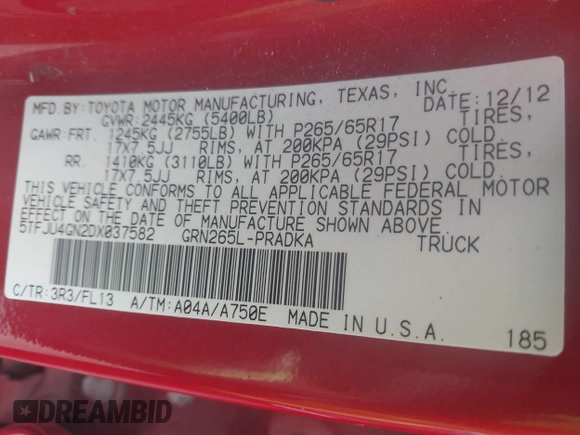 MFD.BY:TOYOTA MOTOR MANUFACTURING, TEXAS, INC.
GVWR:2445KG (5400LB) DATE:12/12
GAWR:FRT. 1245KG (2755LB) WITH P265/65R17 TIRES,
17X7.5JJ RIMS, AT 200KPA (29PSI) COLD.
RR. 1410KG (3110LB) WITH P265/65R17 TIRES,
17X7.5JJ RIMS, AT 200KPA (29PSI) COLD.
THIS VEHICLE CONFORMS TO ALL APPLICABLE FEDERAL MOTOR
VEHICLE SAFETY AND THEFT PREVENTION STANDARDS IN
EFFECT ON THE DATE OF MANUFACTURE SHOWN ABOVE.
5TFJU4GN2DX037582 GRN265L-PRADKA TRUCK
C/TR:3R3/FL13 A/TM:A04A/A750E MADE IN U.S.A. 185
DREAMBID